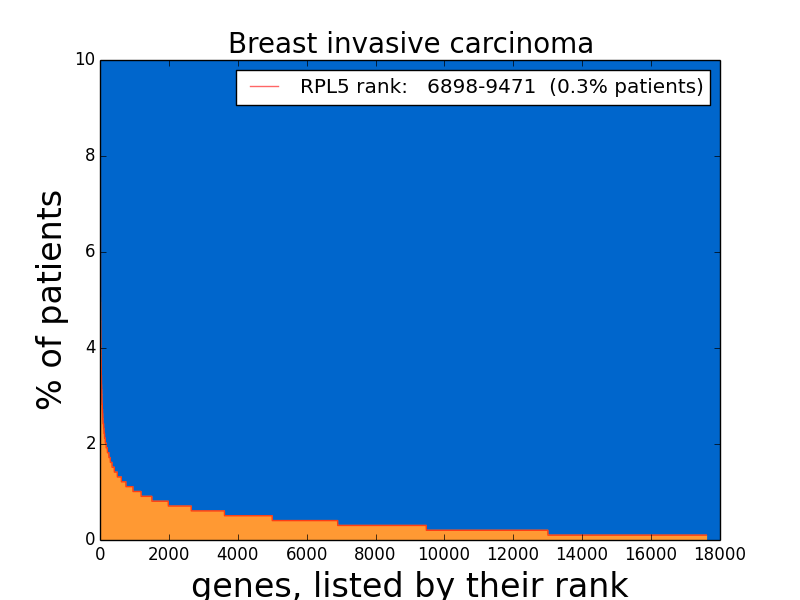 Breast invasive carcinoma
RPL5 rank:   6898-9471  (0.3% patients)
10
8
6
4
2
0
% of patients
0 2000 4000 6000 8000 10000 12000 14000 16000 18000
genes, listed by their rank